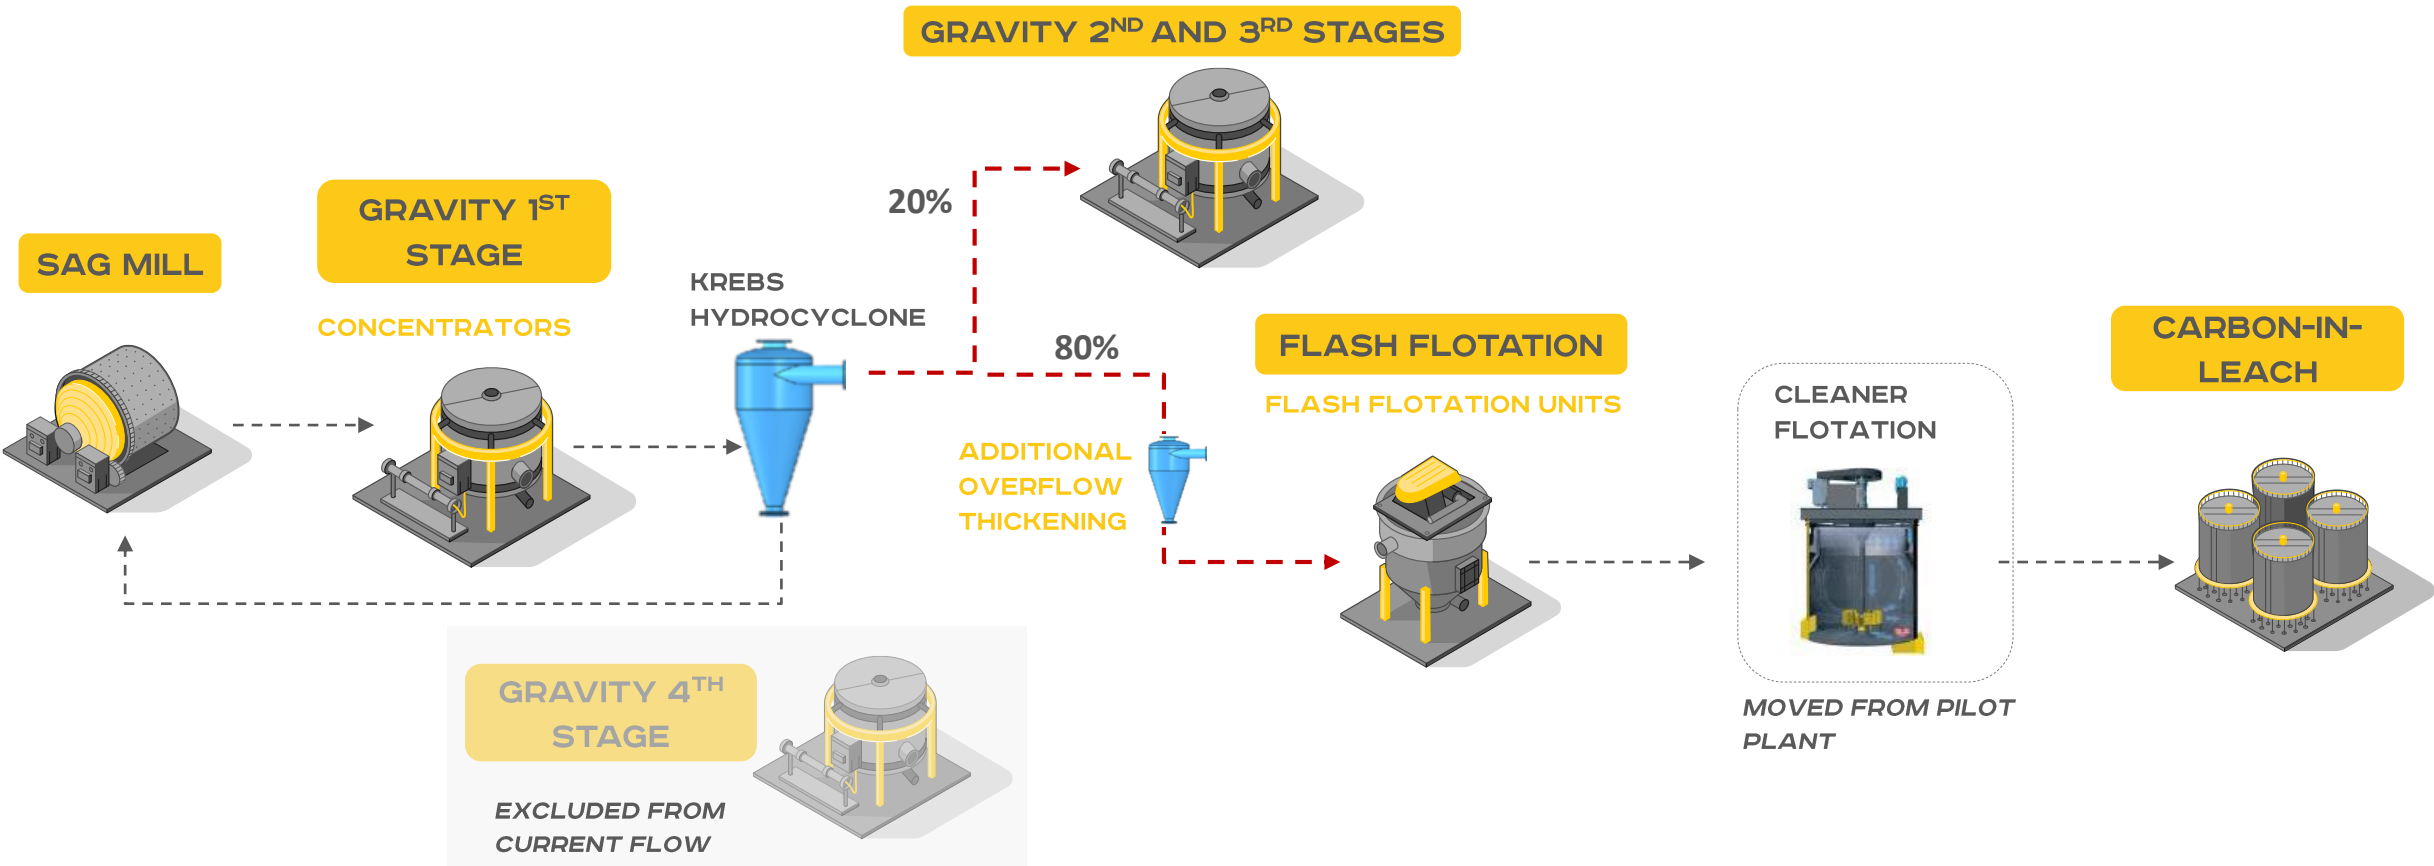 GRAVITY 2ND AND 3RD STAGES
20%
GRAVITY 1ST
STAGE
SAG MILL
CONCENTRATORS
KREBS
HYDROCYCLONE
80%
FLASH FLOTATION
FLASH FLOTATION UNITS
ADDITIONAL
OVERFLOW
THICKENING
CLEANER
FLOTATION
MOVED FROM PILOT
PLANT
CARBON-IN-
LEACH
GRAVITY 4TH
STAGE
EXCLUDED FROM
CURRENT FLOW